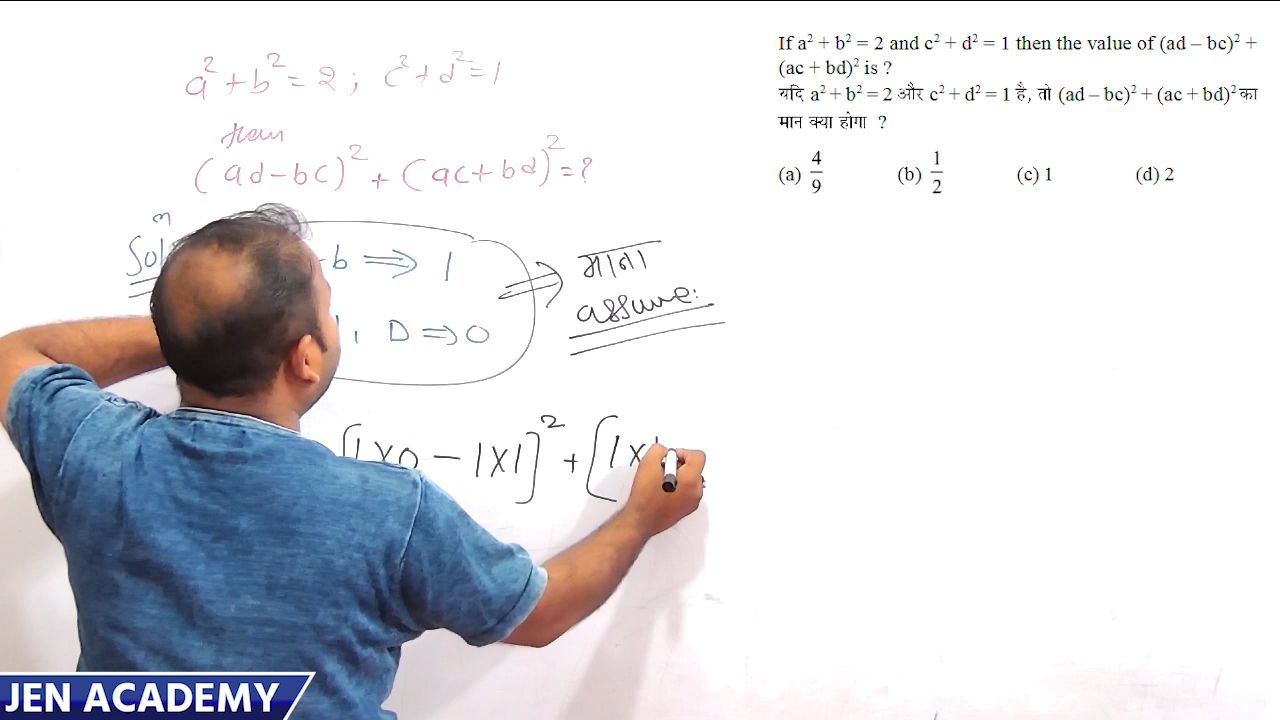 a² + b² = 2 ; c² + d² = 1
then
(ad-bc)² + (ac+bd)² = ?
Solⁿ
b ⇒ 1
, D ⇒ 0
⇒ माना
assume:
[1×0 - 1×1]² + [1×1
If a² + b² = 2 and c² + d² = 1 then the value of (ad – bc)² +
(ac + bd)² is ?
यदि a² + b² = 2 और c² + d² = 1 है, तो (ad – bc)² + (ac + bd)² का
मान क्या होगा ?
(a) 4/9 (b) 1/2 (c) 1 (d) 2
JEN ACADEMY